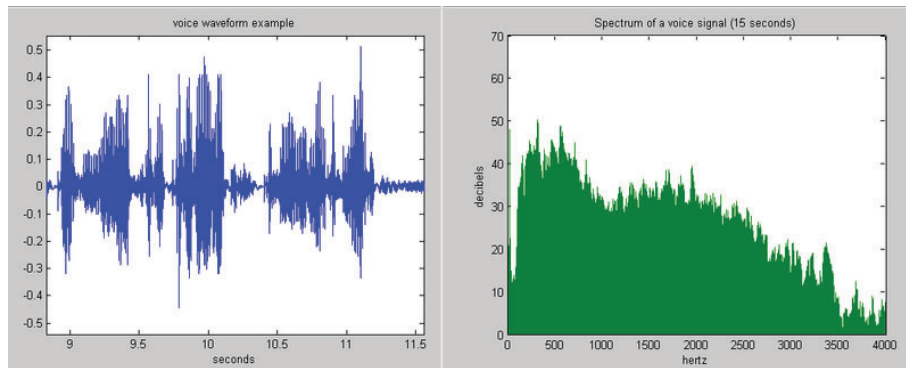 voice waveform example
0.5
0.4
0.3
0.2
0.1
0
-0.1
-0.2
-0.3
-0.4
-0.5
9 9.5 10 10.5 11 11.5
seconds
Spectrum of a voice signal (15 seconds)
70
60
50
40
30
20
10
0
decibels
0 500 1000 1500 2000 2500 3000 3500 4000
hertz